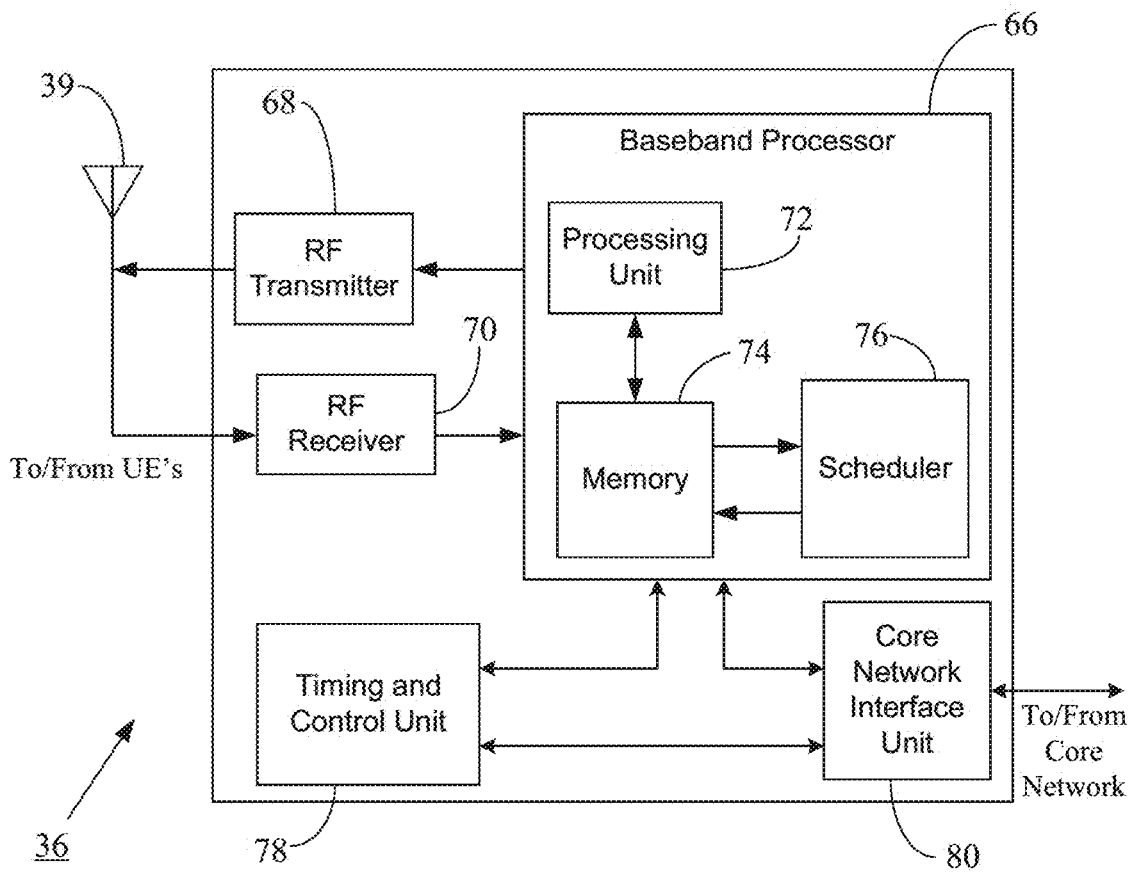 66
39
68
Baseband Processor
RF
Transmitter
Processing
Unit
72
70
74
76
RF
Receiver
To/From UE's
Memory
Scheduler
Timing and
Control Unit
Core
Network
Interface
Unit
To/From
Core
Network
36
78
80